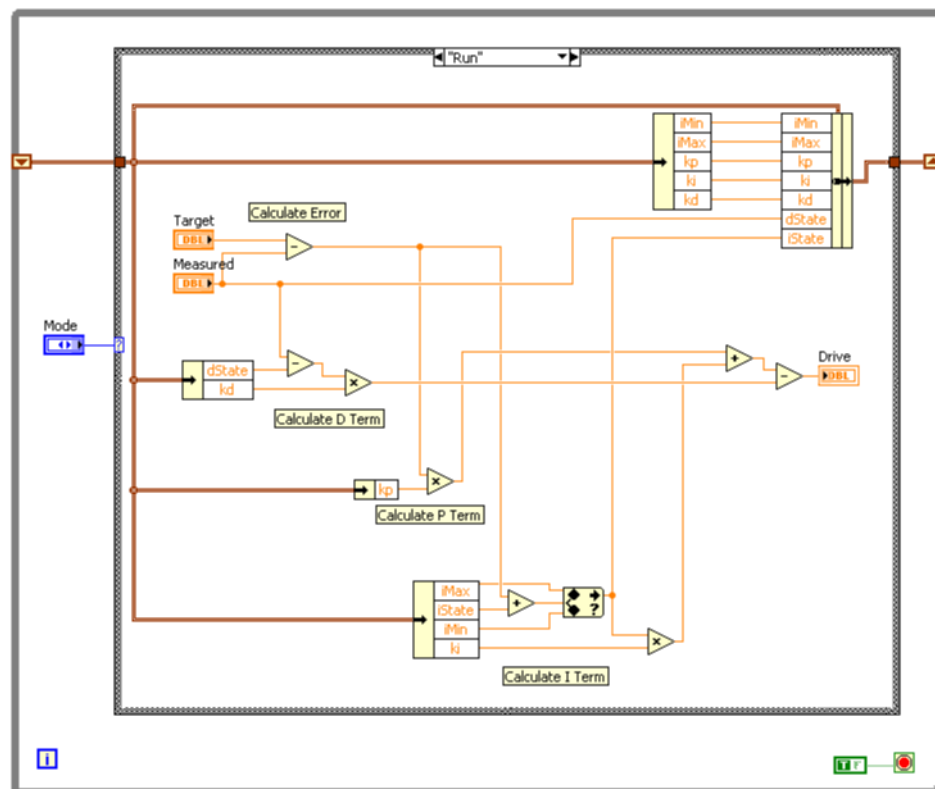 "Run"
iMin
iMax
kp
ki
kd
iMin
iMax
kp
ki
kd
dState
iState
Calculate Error
Target
DBL
Measured
DBL
Mode
?
dState
kd
Calculate D Term
Drive
DBL
kp
Calculate P Term
iMax
iState
iMin
ki
?
Calculate I Term
i
T F